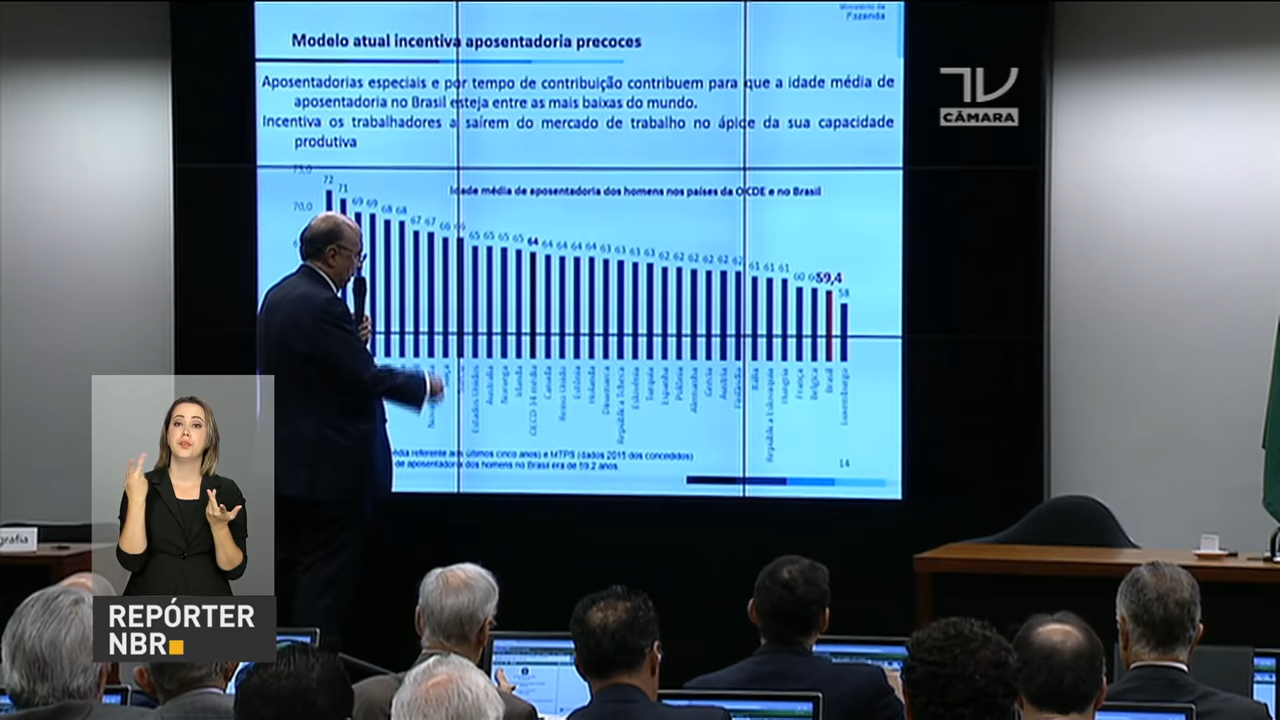 Ministério da
Fazenda
Modelo atual incentiva aposentadoria precoces
Aposentadorias especiais e por tempo de contribuição contribuem para que a idade média de
aposentadoria no Brasil esteja entre as mais baixas do mundo.
Incentiva os trabalhadores a saírem do mercado de trabalho no ápice da sua capacidade
produtiva
TV
CÂMARA
75,0
Idade média de aposentadoria dos homens nos países da OCDE e no Brasil
70,0
72 71 69 69 68 68 67 67 66 65 65 65 65 64 64 64 64 64 63 63 63 63 62 62 62 62 62 62 61 61 61 60 59,4 58
Estados Unidos
Austrália
Noruega
Irlanda
OECD 34 média
Canadá
Reino Unido
Estônia
Holanda
Dinamarca
República Tcheca
Eslovênia
Turquia
Espanha
Polônia
Alemanha
Grécia
Áustria
Finlândia
Itália
República Eslovaquia
Hungria
França
Bélgica
Brasil
Luxemburgo
média referente aos últimos cinco anos) e MTPS (dados 2015 dos concedidos)
de aposentadoria dos homens no Brasil era de 59,2 anos.
14
grafia
REPÓRTER
NBR